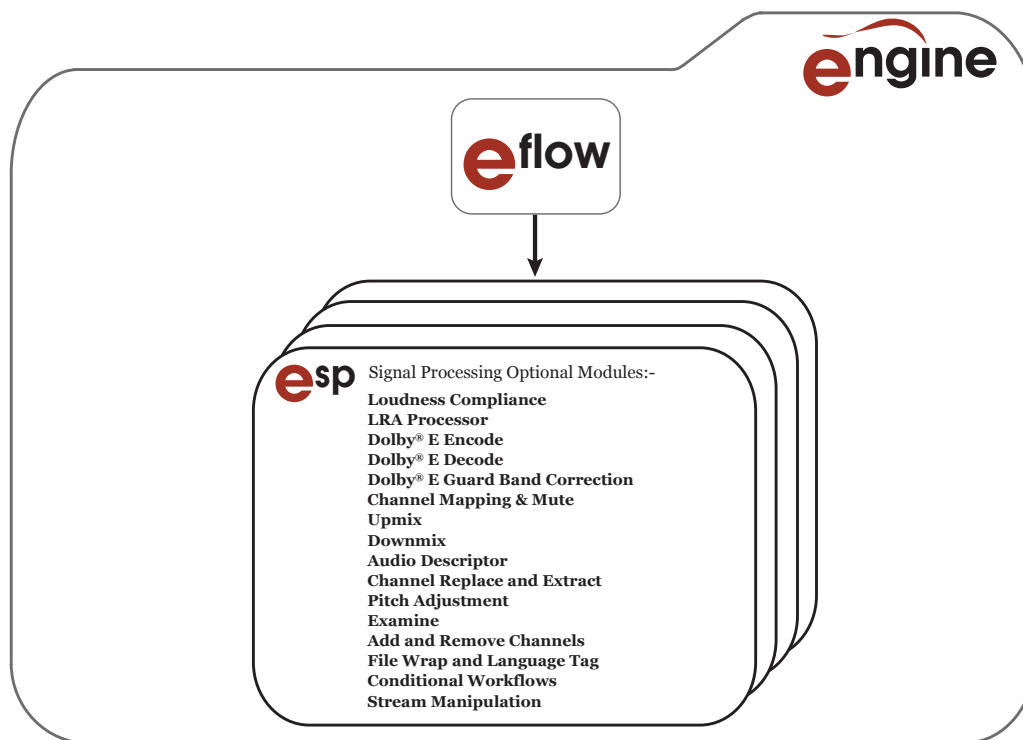 engine
eflow
esp Signal Processing Optional Modules:-
Loudness Compliance
LRA Processor
Dolby® E Encode
Dolby® E Decode
Dolby® E Guard Band Correction
Channel Mapping & Mute
Upmix
Downmix
Audio Descriptor
Channel Replace and Extract
Pitch Adjustment
Examine
Add and Remove Channels
File Wrap and Language Tag
Conditional Workflows
Stream Manipulation